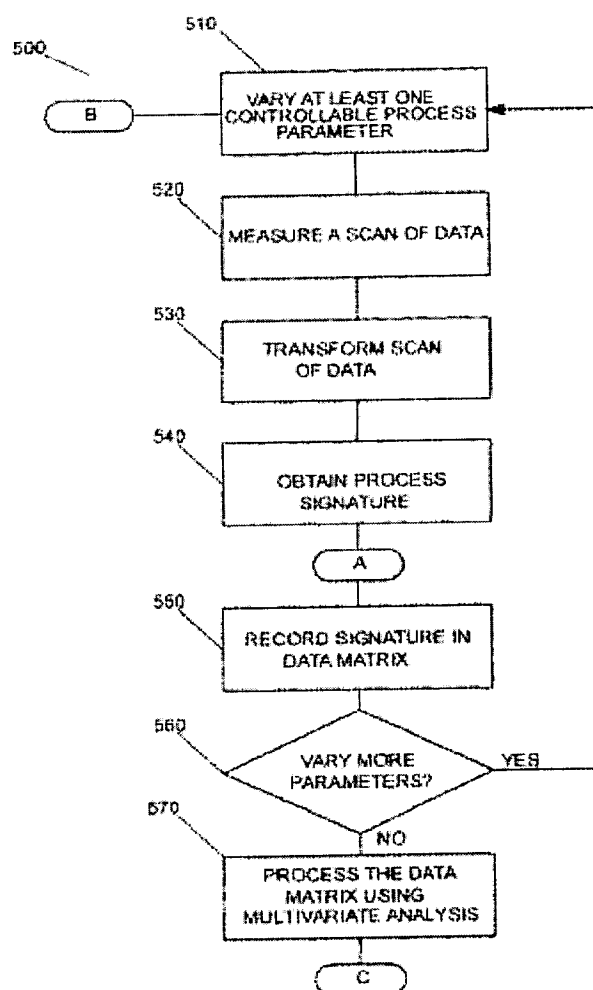 510
500
B
VARY AT LEAST ONE
CONTROLLABLE PROCESS
PARAMETER
520
MEASURE A SCAN OF DATA
530
TRANSFORM SCAN
OF DATA
540
OBTAIN PROCESS
SIGNATURE
A
550
RECORD SIGNATURE IN
DATA MATRIX
560
VARY MORE
PARAMETERS?
YES
NO
570
PROCESS THE DATA
MATRIX USING
MULTIVARIATE ANALYSIS
C